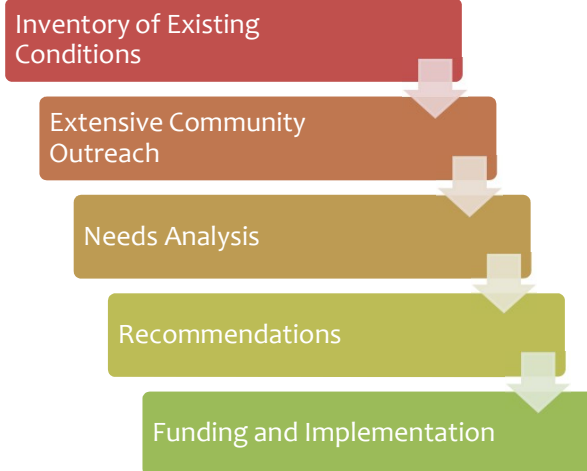 Inventory of Existing
Conditions
Extensive Community
Outreach
Needs Analysis
Recommendations
Funding and Implementation